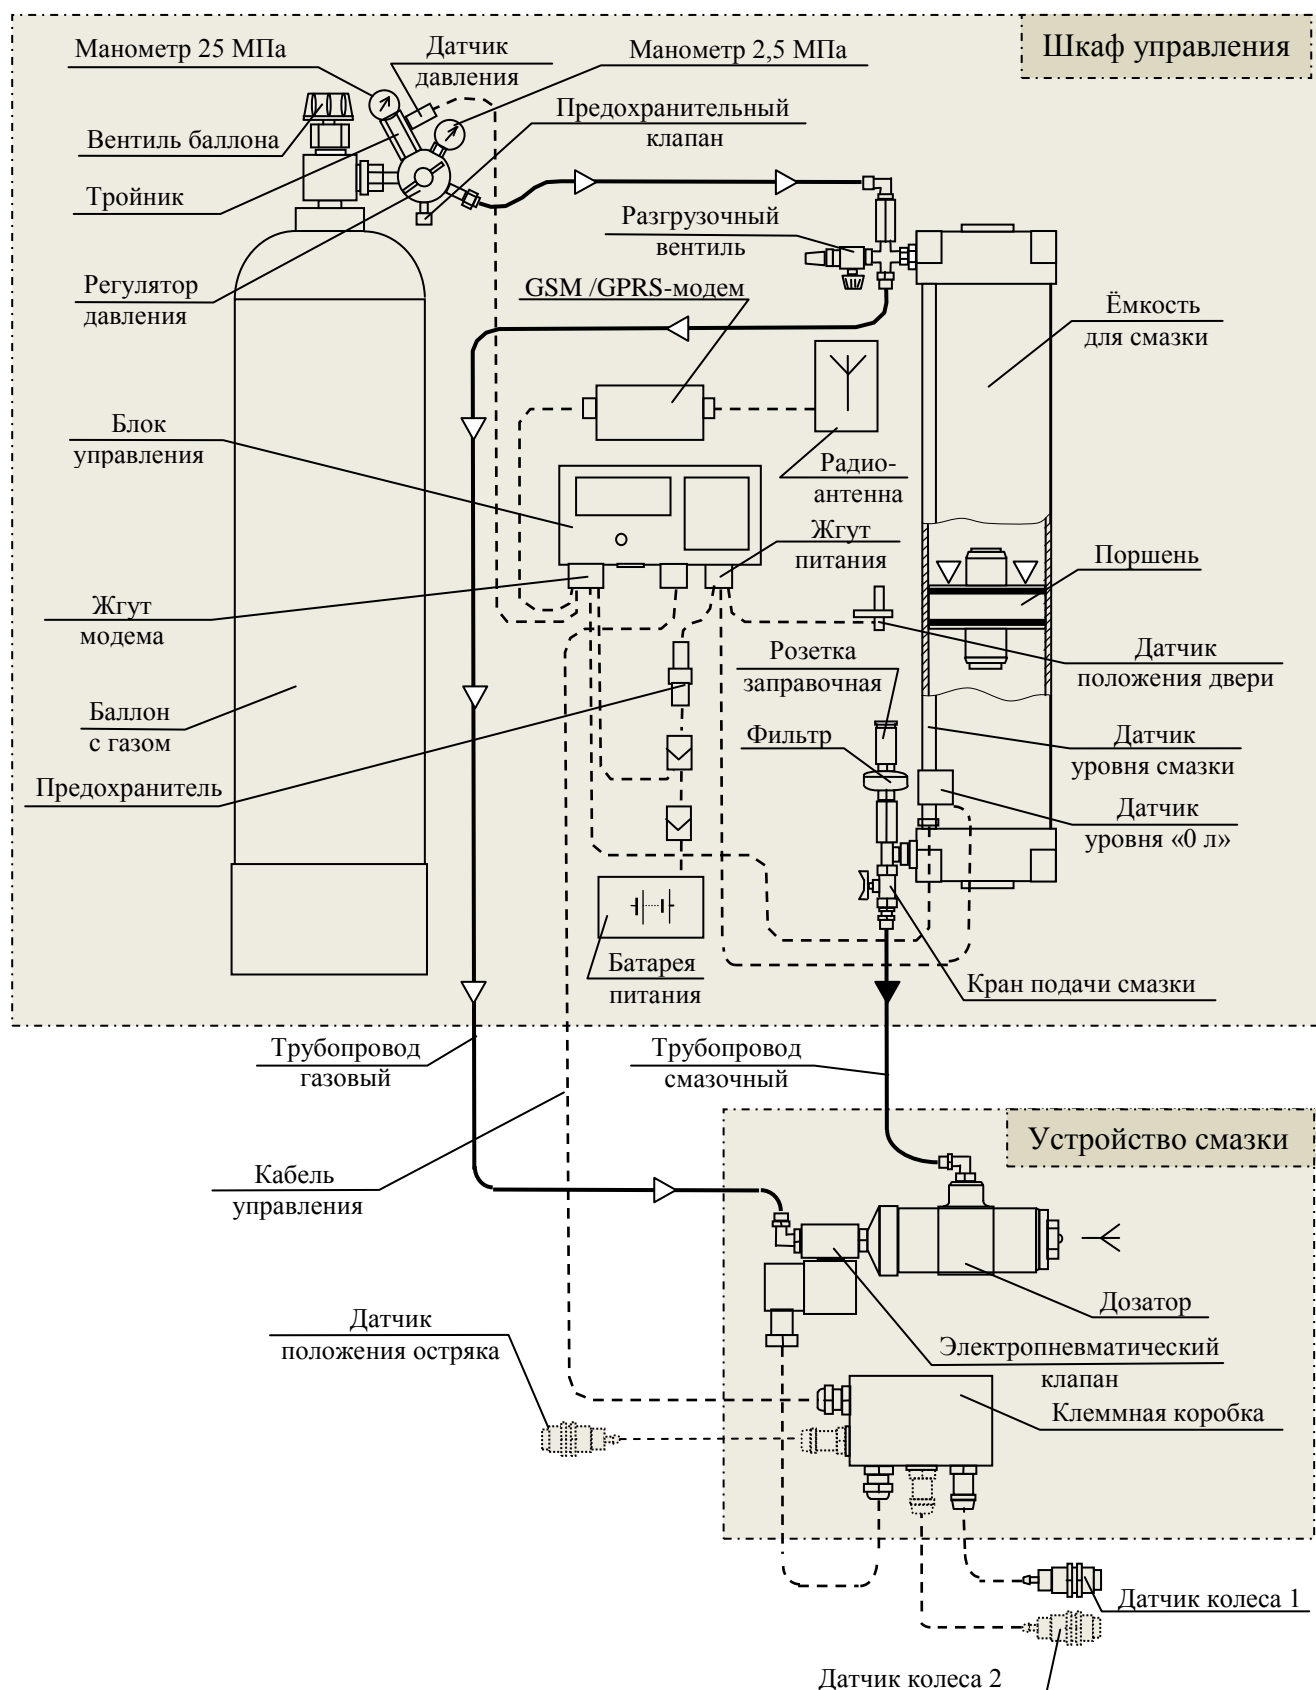 Шкаф управления
Манометр 25 МПа
Датчик
давления
Манометр 2,5 МПа
Вентиль баллона
Предохранительный
клапан
Тройник
Разгрузочный
вентиль
Регулятор
давления
GSM /GPRS-модем
Ёмкость
для смазки
Блок
управления
Радио-
антенна
Жгут
питания
Поршень
Жгут
модема
Розетка
заправочная
Датчик
положения двери
Баллон
с газом
Фильтр
Датчик
уровня смазки
Предохранитель
Датчик
уровня «0 л»
Батарея
питания
Кран подачи смазки
Трубопровод
газовый
Трубопровод
смазочный
Устройство смазки
Кабель
управления
Дозатор
Датчик
положения остряка
Электропневматический
клапан
Клеммная коробка
Датчик колеса 1
Датчик колеса 2